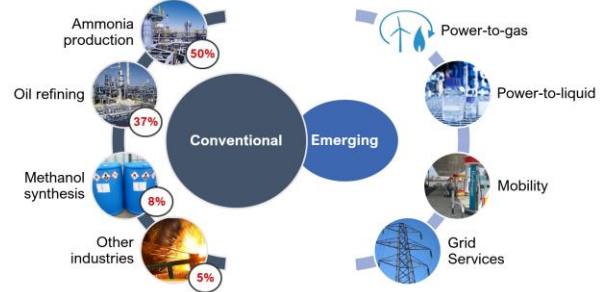 Ammonia
production
50%
Oil refining
37%
Methanol
synthesis
8%
Other
industries
5%
Conventional
Emerging
Power-to-gas
Power-to-liquid
Mobility
Grid
Services